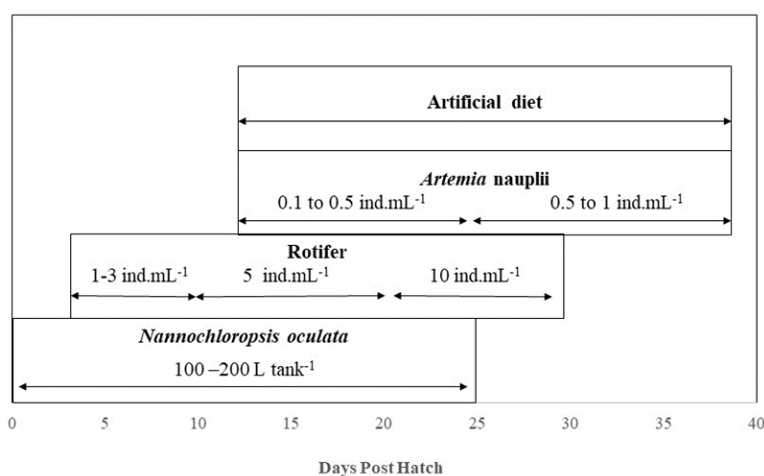 Artificial diet
Artemia nauplii
0.1 to 0.5 ind.mL⁻¹ 0.5 to 1 ind.mL⁻¹
Rotifer
1-3 ind.mL⁻¹ 5 ind.mL⁻¹ 10 ind.mL⁻¹
Nannochloropsis oculata
100 –200 L tank⁻¹
0 5 10 15 20 25 30 35 40
Days Post Hatch